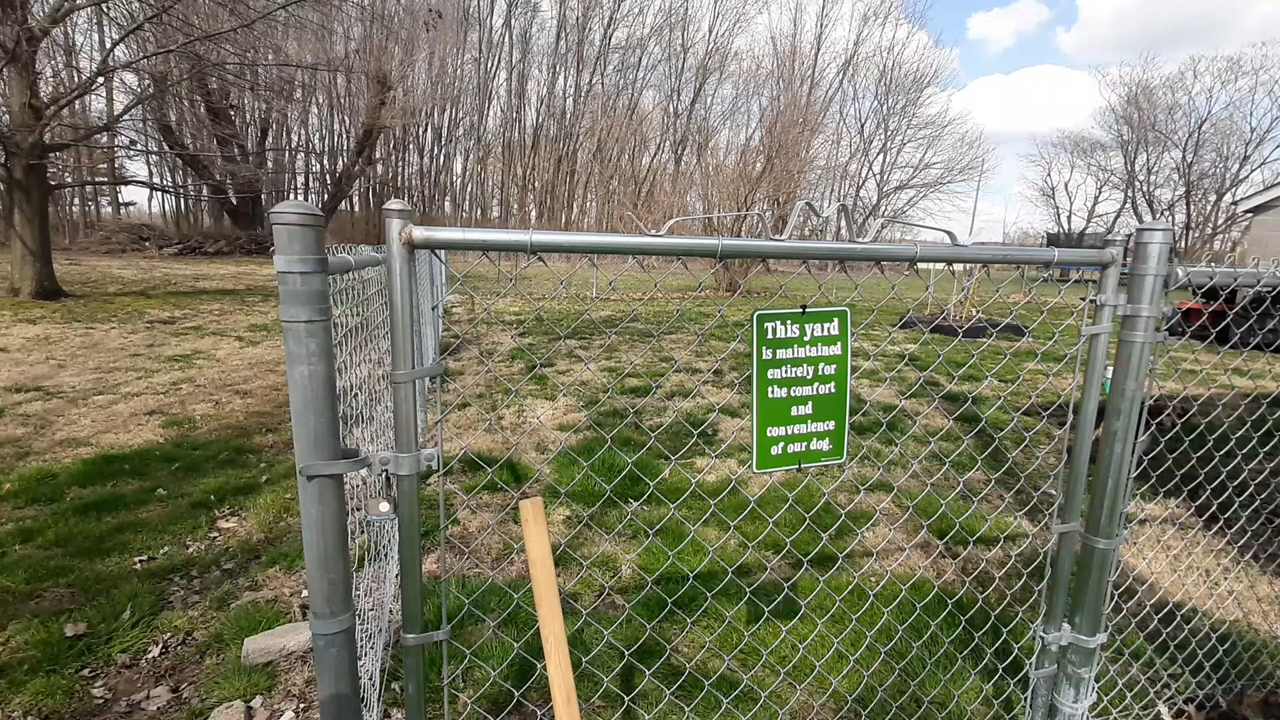 This yard
is maintained
entirely for
the comfort
and
convenience
of our dog.